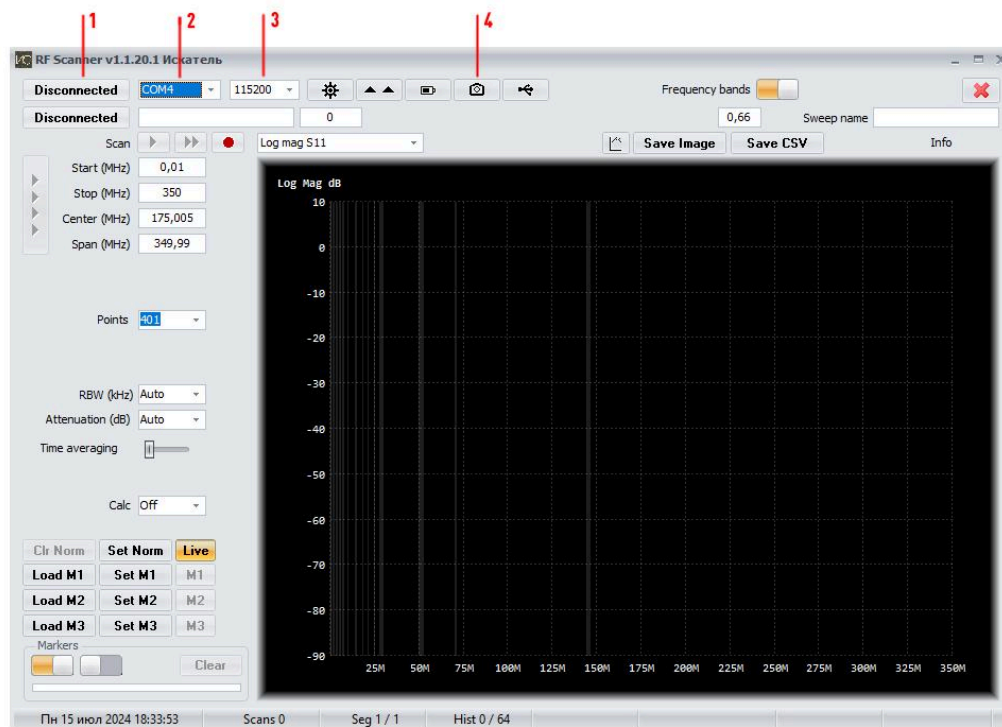 1 2 3 4
RF Scanner v1.1.20.1 Искатель
Disconnected COM4 115200 Frequency bands
Disconnected 0 0,66 Sweep name
Scan Log mag S11 Save Image Save CSV Info
Start (MHz) 0,01
Stop (MHz) 350
Center (MHz) 175,005
Span (MHz) 349,99
Points 401
RBW (kHz) Auto
Attenuation (dB) Auto
Time averaging
Calc Off
Clr Norm Set Norm Live
Load M1 Set M1 M1
Load M2 Set M2 M2
Load M3 Set M3 M3
Markers
Clear
Log Mag dB
10
0
-10
-20
-30
-40
-50
-60
-70
-80
-90
25M 50M 75M 100M 125M 150M 175M 200M 225M 250M 275M 300M 325M 350M
Пн 15 июл 2024 18:33:53 Scans 0 Seg 1 / 1 Hist 0 / 64